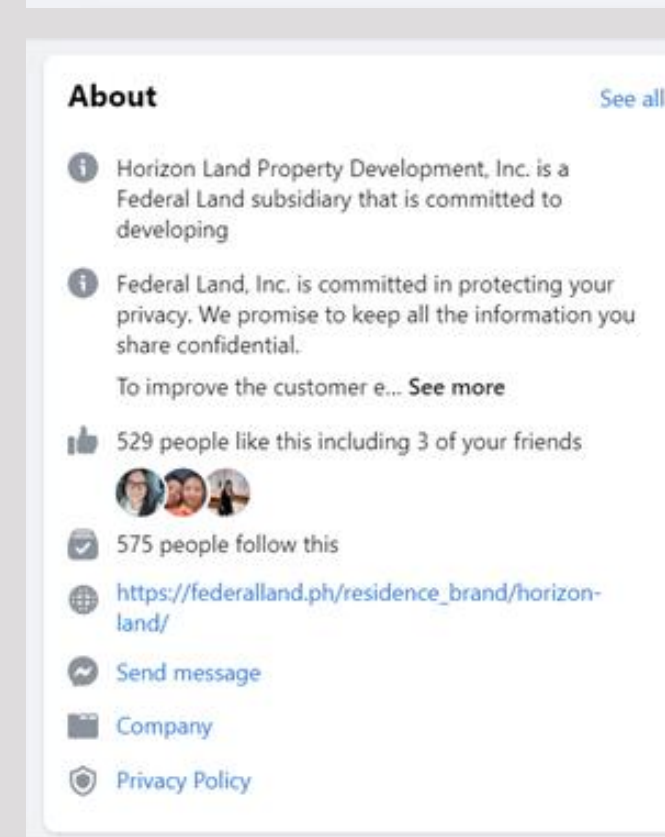 About
See all
Horizon Land Property Development, Inc. is a
Federal Land subsidiary that is committed to
developing
Federal Land, Inc. is committed in protecting your
privacy. We promise to keep all the information you
share confidential.
To improve the customer e... See more
529 people like this including 3 of your friends
575 people follow this
https://federalland.ph/residence_brand/horizon-
land/
Send message
Company
Privacy Policy